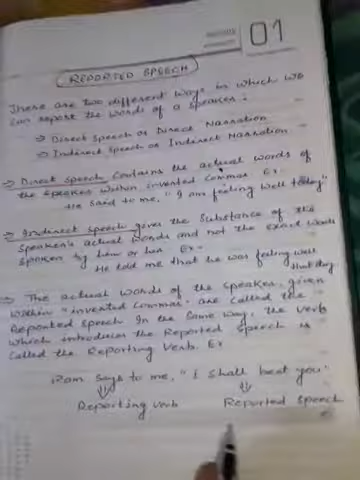 01
REPORTED SPEECH
There are two different ways in which we
can report the words of a speaker:
⇒ Direct speech or Direct Narration
⇒ Indirect speech or Indirect Narration
⇒ Direct speech contains the actual words of
the speaker within inverted commas Ex-
He said to me, "I am feeling well today"
⇒ Indirect speech gives the substance of the
speaker's actual words and not the exact words
spoken by him or her Ex-
He told me that he was feeling well
that day
⇒ The actual words of the speaker, given
within "inverted commas, are called the
Reported speech In the same way, the verb
which introduces the Reported speech is
called the Reporting verb. Ex
Ram says to me, "I shall beat you"
⇓ ⇓
Reporting verb Reported speech